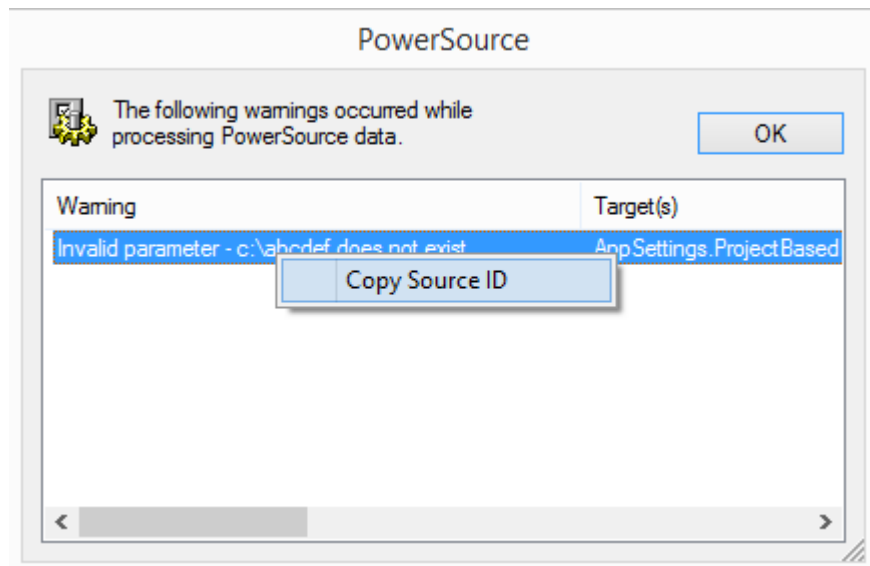 PowerSource
The following warnings occurred while
processing PowerSource data.
OK
Warning Target(s)
Invalid parameter - c:\abcdef does not exist AppSettings.ProjectBased
Copy Source ID